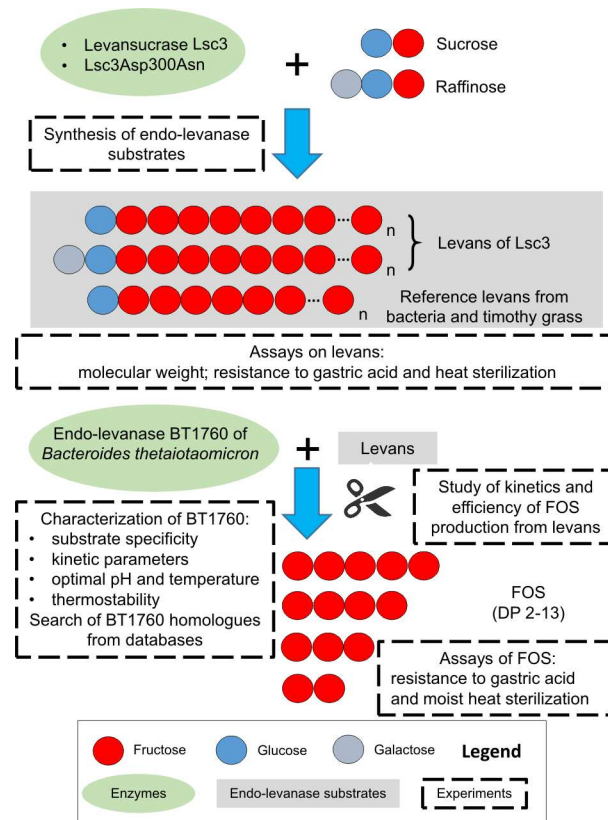 • Levansucrase Lsc3
• Lsc3Asp300Asn
+
Sucrose
Raffinose
Synthesis of endo-levanase
substrates
... n
... n
Levans of Lsc3
... n
Reference levans from
bacteria and timothy grass
Assays on levans:
molecular weight; resistance to gastric acid and heat sterilization
Endo-levanase BT1760 of
Bacteroides thetaiotaomicron
+
Levans
Study of kinetics and
efficiency of FOS
production from levans
Characterization of BT1760:
• substrate specificity
• kinetic parameters
• optimal pH and temperature
• thermostability
Search of BT1760 homologues
from databases
FOS
(DP 2-13)
Assays of FOS:
resistance to gastric acid
and moist heat sterilization
Fructose
Glucose
Galactose
Legend
Enzymes
Endo-levanase substrates
Experiments